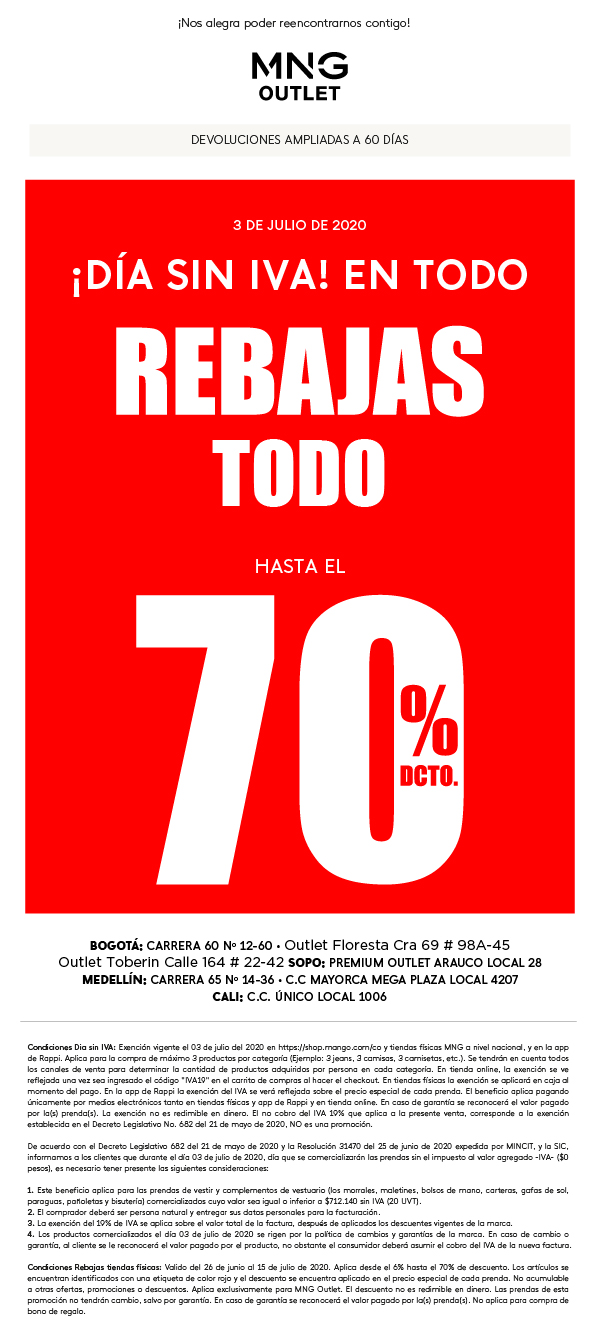 ¡Nos alegra poder reencontrarnos contigo!
MNG
OUTLET
DEVOLUCIONES AMPLIADAS A 60 DÍAS
3 DE JULIO DE 2020
¡DÍA SIN IVA! EN TODO
REBAJAS
TODO
HASTA EL
70
%
DCTO.
BOGOTÁ: CARRERA 60 Nº 12-60 • Outlet Floresta Cra 69 # 98A-45
Outlet Toberin Calle 164 # 22-42 SOPO: PREMIUM OUTLET ARAUCO LOCAL 28
MEDELLÍN: CARRERA 65 Nº 14-36 • C.C MAYORCA MEGA PLAZA LOCAL 4207
CALI: C.C. ÚNICO LOCAL 1006
Condiciones Dia sin IVA: Exención vigente el 03 de julio del 2020 en https://shop.mango.com/co y tiendas físicas MNG a nivel nacional, y en la app
de Rappi. Aplica para la compra de máximo 3 productos por categoría (Ejemplo: 3 jeans, 3 camisas, 3 camisetas, etc.). Se tendrán en cuenta todos
los canales de venta para determinar la cantidad de productos adquiridos por persona en cada categoría. En tienda online, la exención se ve
reflejada una vez sea ingresado el código "IVA19" en el carrito de compras al hacer el checkout. En tiendas físicas la exención se aplicará en caja al
momento del pago. En la app de Rappi la exención del IVA se verá reflejada sobre el precio especial de cada prenda. El beneficio aplica pagando
únicamente por medios electrónicos tanto en tiendas físicas y app de Rappi y en tienda online. En caso de garantía se reconocerá el valor pagado
por la(s) prenda(s). La exención no es redimible en dinero. El no cobro del IVA 19% que aplica a la presente venta, corresponde a la exención
establecida en el Decreto Legislativo No. 682 del 21 de mayo de 2020, NO es una promoción.
De acuerdo con el Decreto Legislativo 682 del 21 de mayo de 2020 y la Resolución 31470 del 25 de junio de 2020 expedida por MINCIT, y la SIC,
informamos a los clientes que durante el día 03 de julio de 2020, día que se comercializarán las prendas sin el impuesto al valor agregado -IVA- ($0
pesos), es necesario tener presente las siguientes consideraciones:
1. Este beneficio aplica para las prendas de vestir y complementos de vestuario (los morrales, maletines, bolsos de mano, carteras, gafas de sol,
paraguas, pañoletas y bisutería) comercializadas cuyo valor sea igual o inferior a $712.140 sin IVA (20 UVT).
2. El comprador deberá ser persona natural y entregar sus datos personales para la facturación.
3. La exención del 19% de IVA se aplica sobre el valor total de la factura, después de aplicados los descuentos vigentes de la marca.
4. Los productos comercializados el día 03 de julio de 2020 se rigen por la política de cambios y garantías de la marca. En caso de cambio o
garantía, al cliente se le reconocerá el valor pagado por el producto, no obstante el consumidor deberá asumir el cobro del IVA de la nueva factura.
Condiciones Rebajas tiendas físicas: Valido del 26 de junio al 15 de julio de 2020. Aplica desde el 6% hasta el 70% de descuento. Los artículos se
encuentran identificados con una etiqueta de color rojo y el descuento se encuentra aplicado en el precio especial de cada prenda. No acumulable
a otras ofertas, promociones o descuentos. Aplica exclusivamente para MNG Outlet. El descuento no es redimible en dinero. Las prendas de esta
promoción no tendrán cambio, salvo por garantía. En caso de garantía se reconocerá el valor pagado por la(s) prenda(s). No aplica para compra de
bono de regalo.